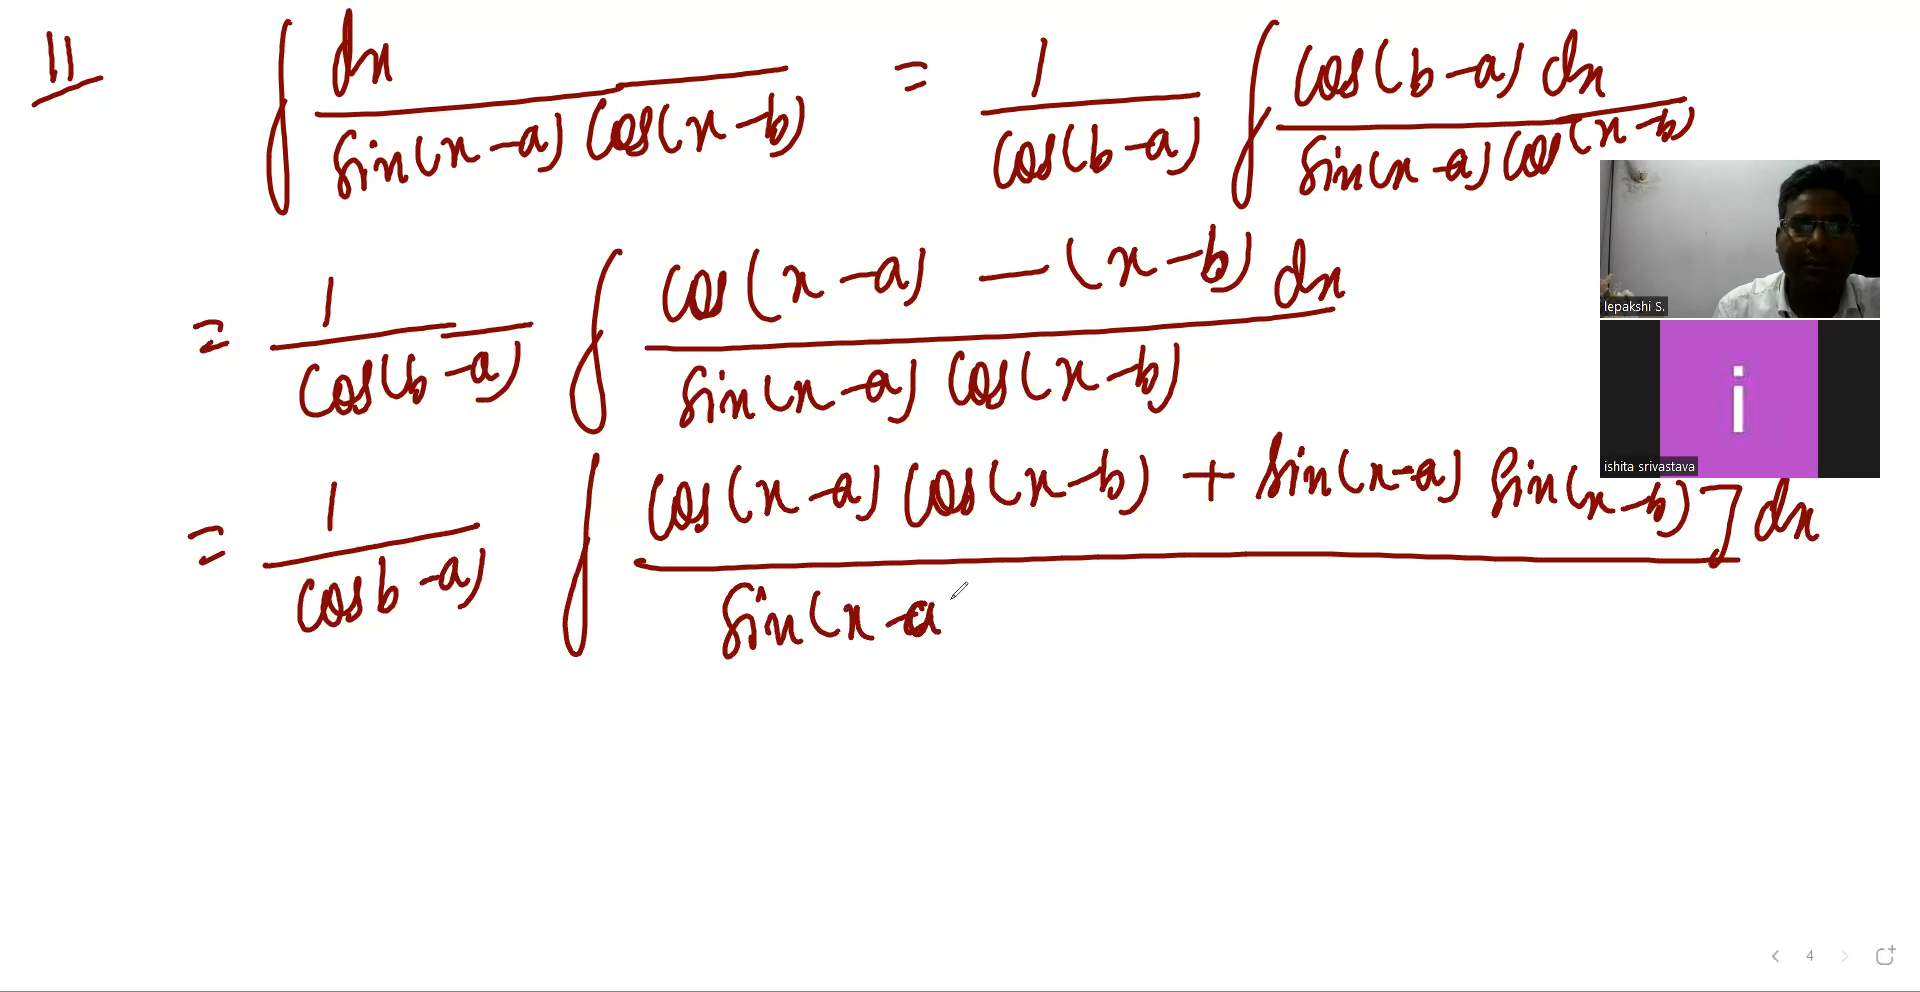 11 ∫ dx / sin(x-a) cos(x-b) = 1 / cos(b-a) ∫ cos(b-a) dx / sin(x-a) cos(x-b)
= 1 / cos(b-a) ∫ cos(x-a) - (x-b) dx / sin(x-a) cos(x-b)
= 1 / cos b-a) ∫ cos(x-a) cos(x-b) + sin(x-a) sin(x-b)] dx / sin(x-a
lepakshi S.
i
ishita srivastava
4